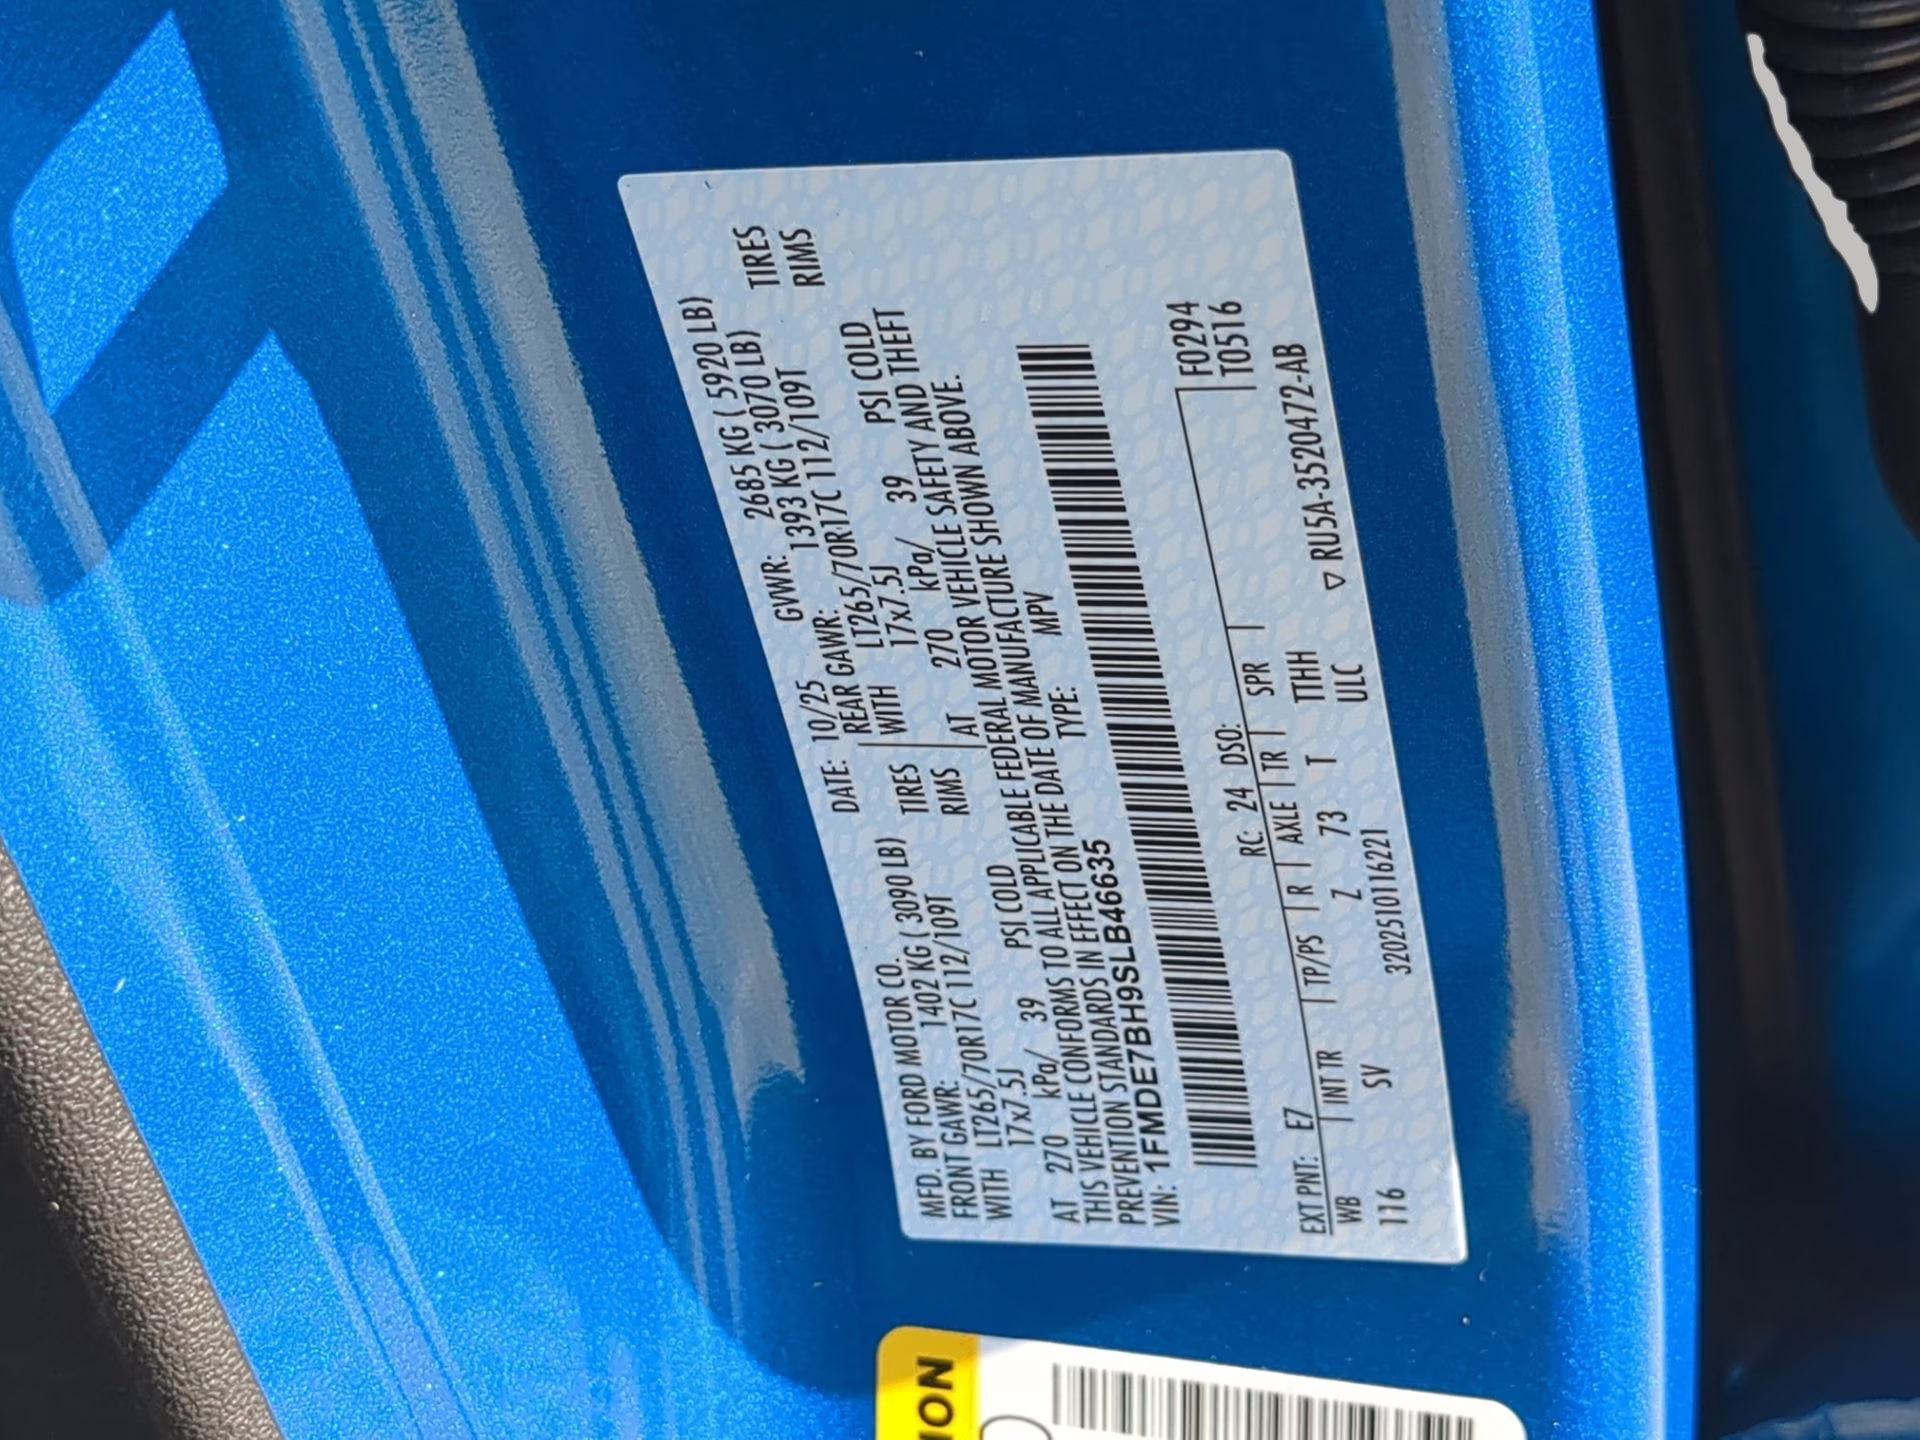 MFD. BY FORD MOTOR CO.
DATE: 10/25 GVWR: 2685 KG ( 5920 LB)
FRONT GAWR: 1402 KG ( 3090 LB) REAR GAWR: 1393 KG ( 3070 LB)
WITH LT265/70R17C 112/109T TIRES WITH LT265/70R17C 112/109T TIRES
17x7.5J RIMS 17x7.5J RIMS
AT 270 kPa/ 39 PSI COLD AT 270 kPa/ 39 PSI COLD
THIS VEHICLE CONFORMS TO ALL APPLICABLE FEDERAL MOTOR VEHICLE SAFETY AND THEFT
PREVENTION STANDARDS IN EFFECT ON THE DATE OF MANUFACTURE SHOWN ABOVE.
VIN: 1FMDE7BH9SLB46635 TYPE: MPV
F0294
T0516
EXT PNT: E7 RC: 24 DSO:
WB INT TR TP/PS R AXLE TR SPR
116 SV Z 73 T TTHH
ULC
3202510116221
▽ RU5A-3520472-AB
ION